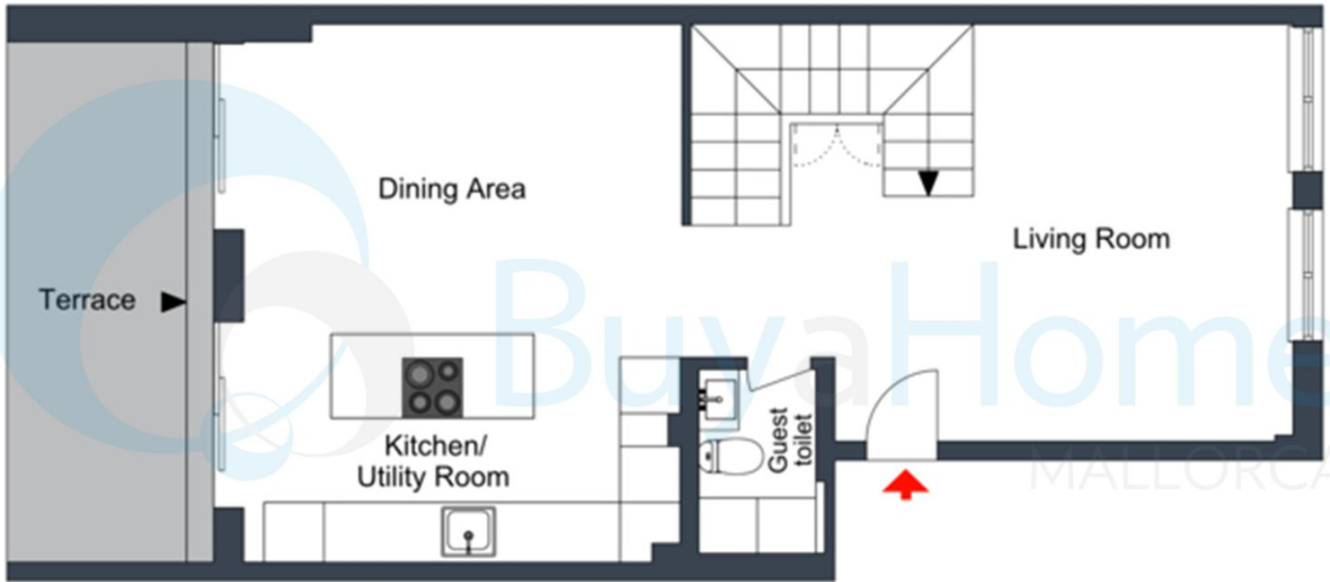 Dining Area
Living Room
Terrace
BuyaHome
Kitchen/
Utility Room
Guest
toilet
MALLORCA